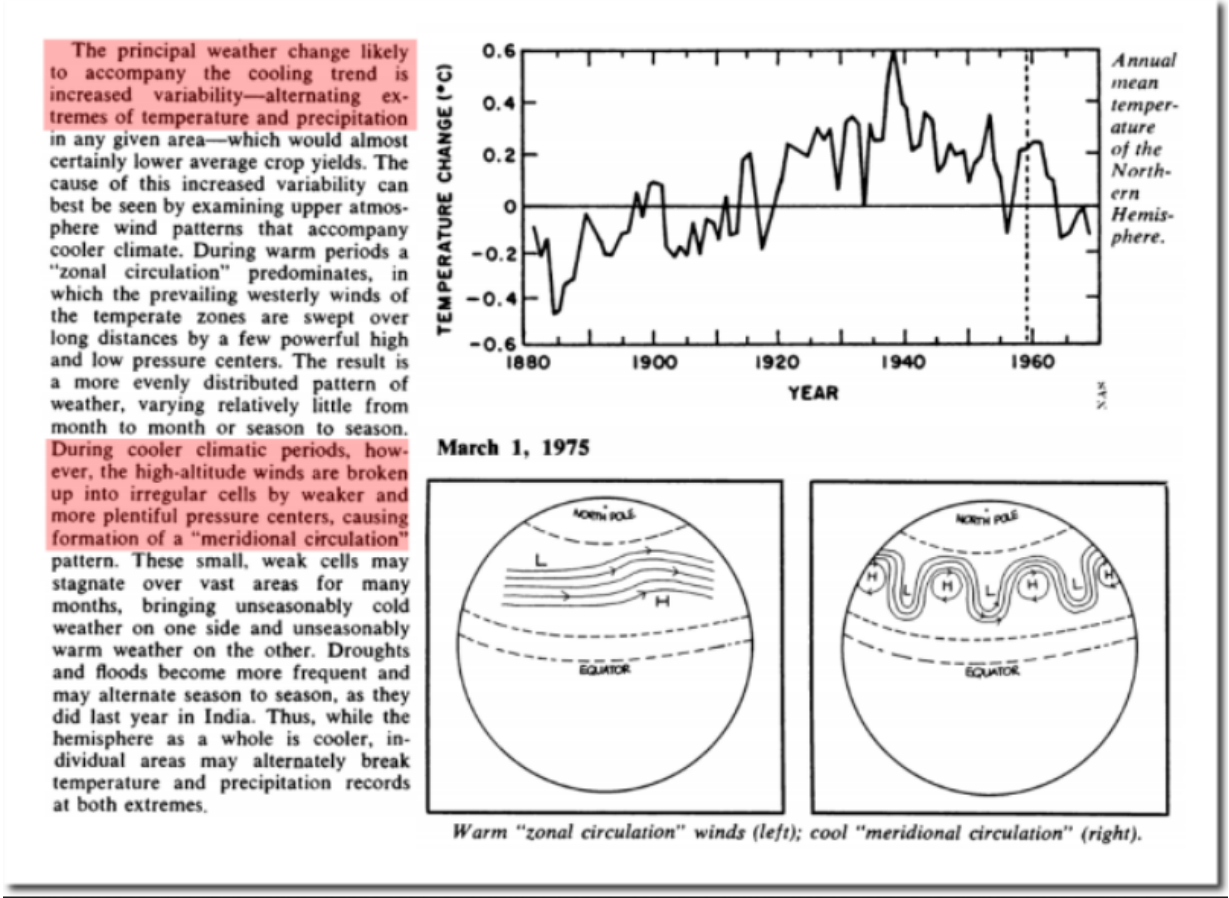 The principal weather change likely
to accompany the cooling trend is
increased variability—alternating ex-
tremes of temperature and precipitation
in any given area—which would almost
certainly lower average crop yields. The
cause of this increased variability can
best be seen by examining upper atmos-
phere wind patterns that accompany
cooler climate. During warm periods a
"zonal circulation" predominates, in
which the prevailing westerly winds of
the temperate zones are swept over
long distances by a few powerful high
and low pressure centers. The result is
a more evenly distributed pattern of
weather, varying relatively little from
month to month or season to season.
During cooler climatic periods, how-
ever, the high-altitude winds are broken
up into irregular cells by weaker and
more plentiful pressure centers, causing
formation of a "meridional circulation"
pattern. These small, weak cells may
stagnate over vast areas for many
months, bringing unseasonably cold
weather on one side and unseasonably
warm weather on the other. Droughts
and floods become more frequent and
may alternate season to season, as they
did last year in India. Thus, while the
hemisphere as a whole is cooler, in-
dividual areas may alternately break
temperature and precipitation records
at both extremes.
TEMPERATURE CHANGE (°C)
0.6
0.4
0.2
0
-0.2
-0.4
-0.6
1880 1900 1920 1940 1960
YEAR
Annual
mean
temper-
ature
of the
North-
ern
Hemis-
phere.
NAS
March 1, 1975
NORTH POLE
L
H
EQUATOR
NORTH POLE
H L H L H L H
EQUATOR
Warm "zonal circulation" winds (left); cool "meridional circulation" (right).